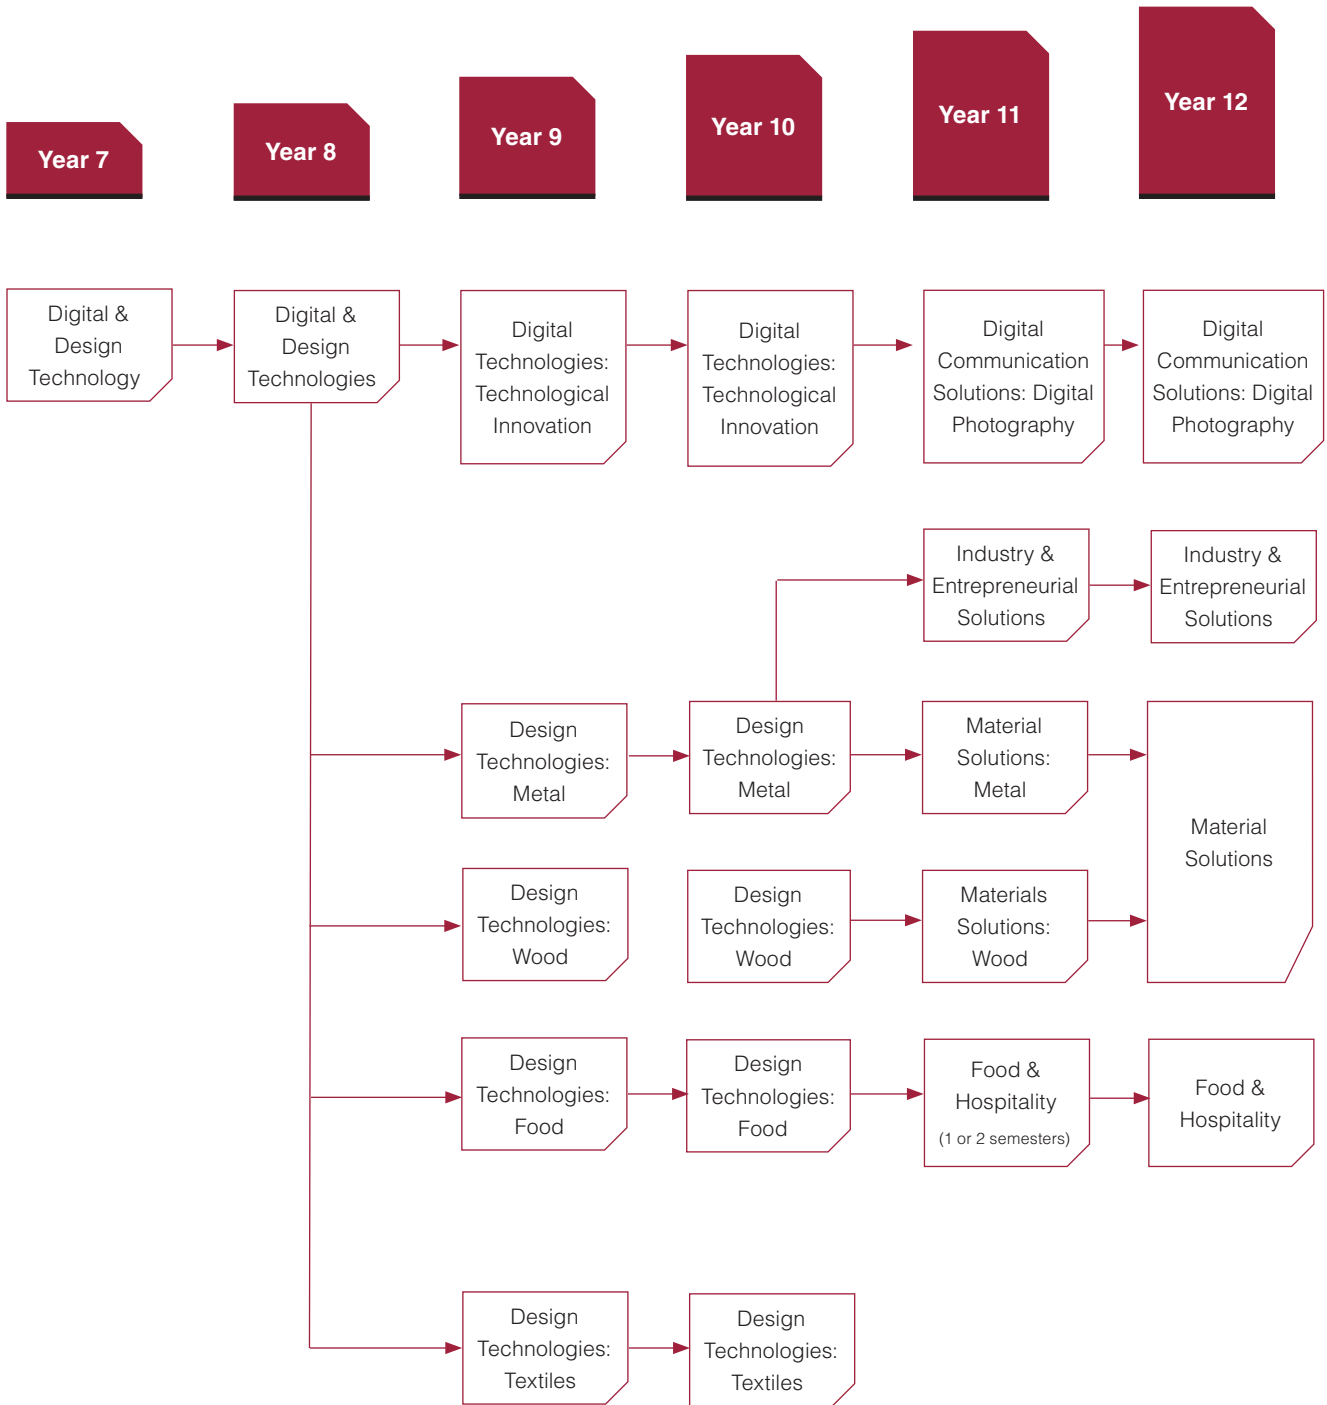 Year 7
Year 8
Year 9
Year 10
Year 11
Year 12
Digital &
Design
Technology
Digital &
Design
Technologies
Digital
Technologies:
Technological
Innovation
Digital
Technologies:
Technological
Innovation
Digital
Communication
Solutions: Digital
Photography
Digital
Communication
Solutions: Digital
Photography
Industry &
Entrepreneurial
Solutions
Industry &
Entrepreneurial
Solutions
Design
Technologies:
Metal
Design
Technologies:
Metal
Material
Solutions:
Metal
Material
Solutions
Design
Technologies:
Wood
Design
Technologies:
Wood
Materials
Solutions:
Wood
Design
Technologies:
Food
Design
Technologies:
Food
Food &
Hospitality
(1 or 2 semesters)
Food &
Hospitality
Design
Technologies:
Textiles
Design
Technologies:
Textiles